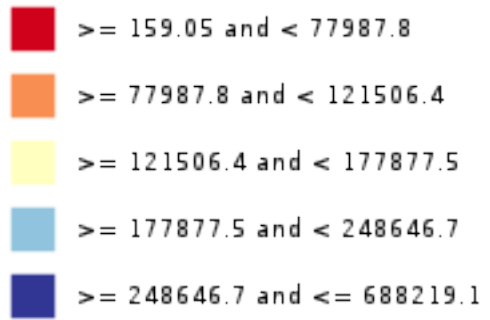 >= 159.05 and < 77987.8
>= 77987.8 and < 121506.4
>= 121506.4 and < 177877.5
>= 177877.5 and < 248646.7
>= 248646.7 and <= 688219.1